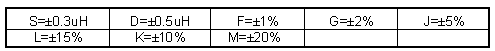 S=±0.3uH D=±0.5uH F=±1% G=±2% J=±5%
L=±15% K=±10% M=±20%